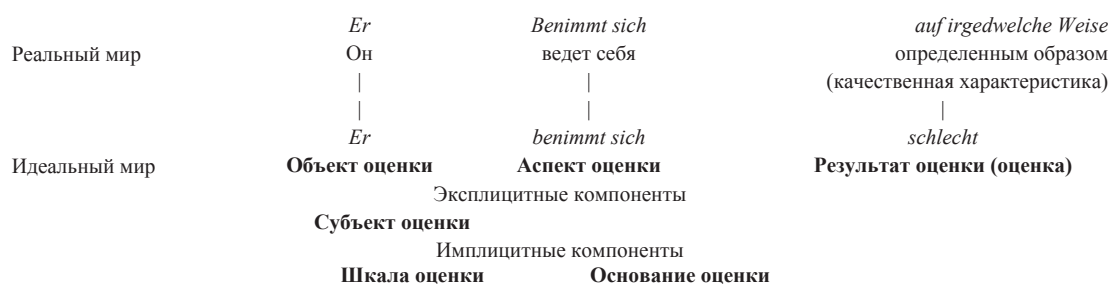 Er Benimmt sich auf irgedwelche Weise
Реальный мир Он ведет себя определенным образом
| | (качественная характеристика)
| | |
Er benimmt sich schlecht
Идеальный мир Объект оценки Аспект оценки Результат оценки (оценка)
Эксплицитные компоненты
Субъект оценки
Имплицитные компоненты
Шкала оценки Основание оценки